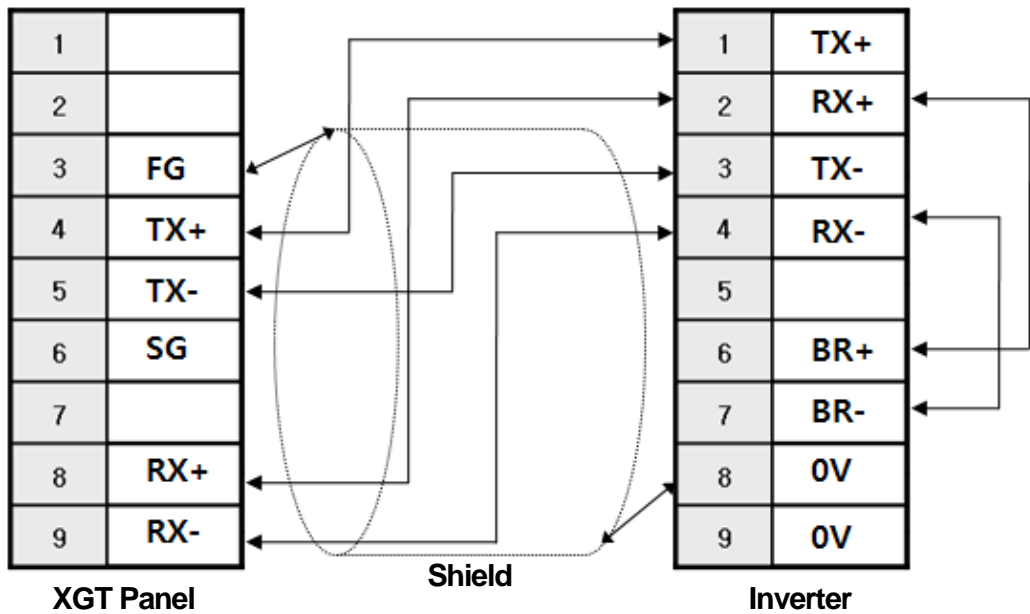 1 1 TX+
2 2 RX+
3 FG 3 TX-
4 TX+ 4 RX-
5 TX- 5
6 SG 6 BR+
7 7 BR-
8 RX+ 8 0V
9 RX- 9 0V
Shield
XGT Panel Inverter